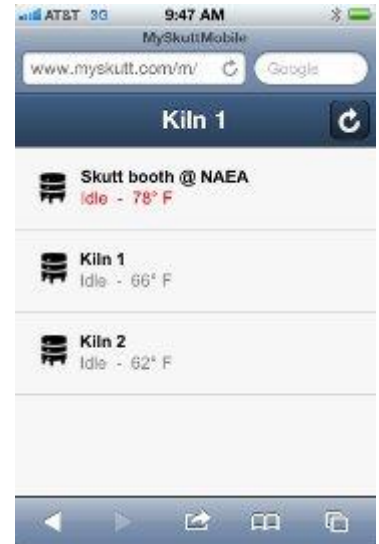 AT&T 3G 9:47 AM
MySkuttMobile
www.myskutt.com/m/ Google
Kiln 1
Skutt booth @ NAEA
Idle - 78° F
Kiln 1
Idle - 66° F
Kiln 2
Idle - 62° F